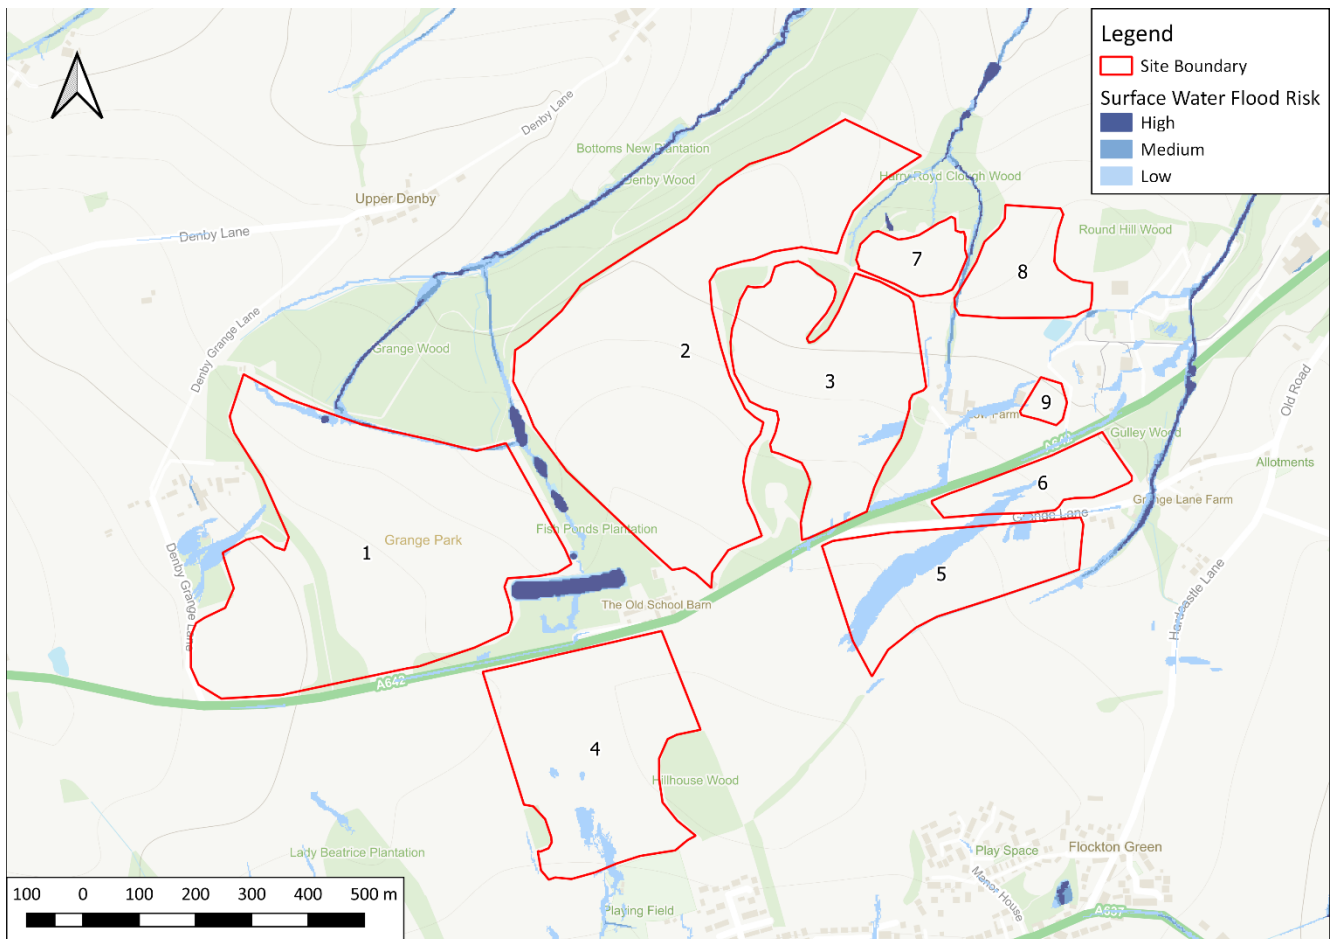 Legend
Site Boundary
Surface Water Flood Risk
High
Medium
Low
Denby Lane
Bottoms New Plantation
Denby Wood
Harry Royd Clough Wood
Upper Denby
Denby Lane
Round Hill Wood
7
8
Denby Grange Lane
Grange Wood
2
3
9
Farm
A642
Gulley Wood
Old Road
Allotments
6
Grange Lane Farm
Grange Lane
Fish Ponds Plantation
1
Grange Park
5
Denby Grange Lane
The Old School Barn
Hardcastle Lane
A642
4
Hillhouse Wood
Lady Beatrice Plantation
Play Space
Flockton Green
Manor House
Playing Field
A637
100 0 100 200 300 400 500 m